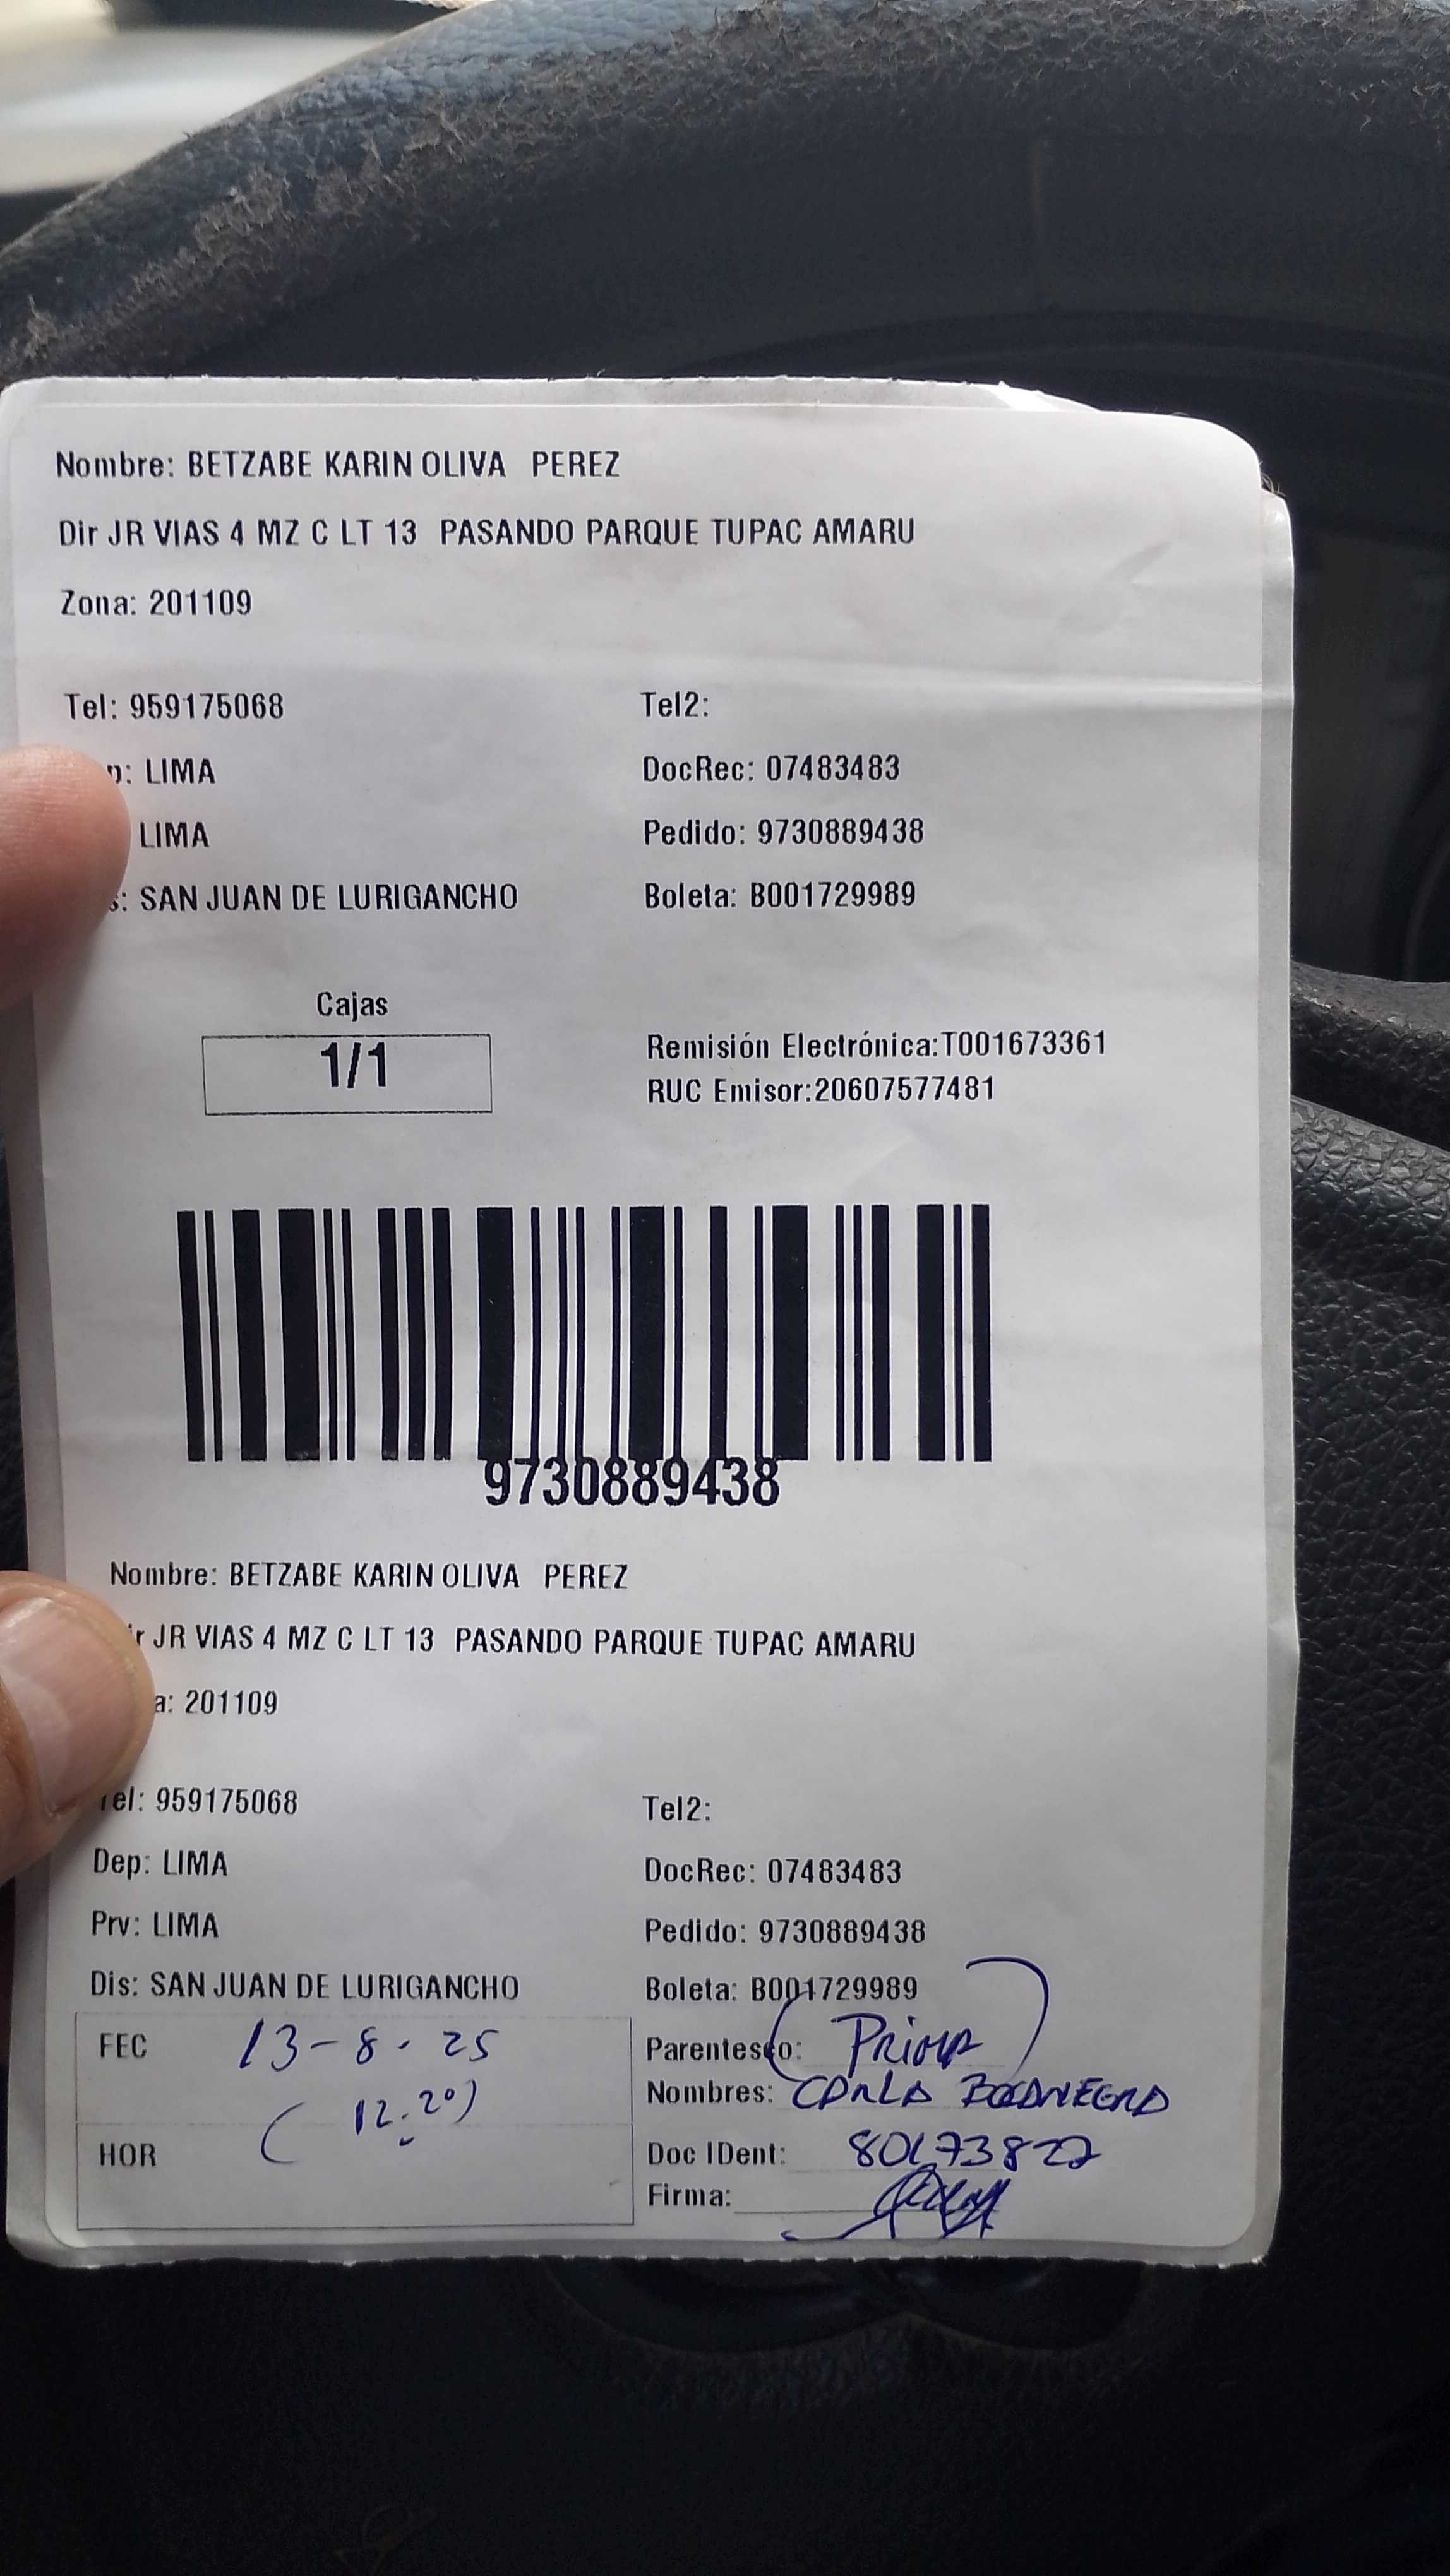 Nombre: BETZABE KARIN OLIVA PEREZ
Dir JR VIAS 4 MZ C LT 13 PASANDO PARQUE TUPAC AMARU
Zona: 201109
Tel: 959175068 Tel2:
p: LIMA DocRec: 07483483
LIMA Pedido: 9730889438
s: SAN JUAN DE LURIGANCHO Boleta: B001729989
Cajas
1/1
Remisión Electrónica:T001673361
RUC Emisor:20607577481
9730889438
Nombre: BETZABE KARIN OLIVA PEREZ
r JR VIAS 4 MZ C LT 13 PASANDO PARQUE TUPAC AMARU
a: 201109
Tel: 959175068 Tel2:
Dep: LIMA DocRec: 07483483
Prv: LIMA Pedido: 9730889438
Dis: SAN JUAN DE LURIGANCHO Boleta: B001729989
FEC 13-8-25 Parentesco: (PRIMA)
(12:20) Nombres: CARLA BOCANEGRA
HOR Doc IDent:
Firma: